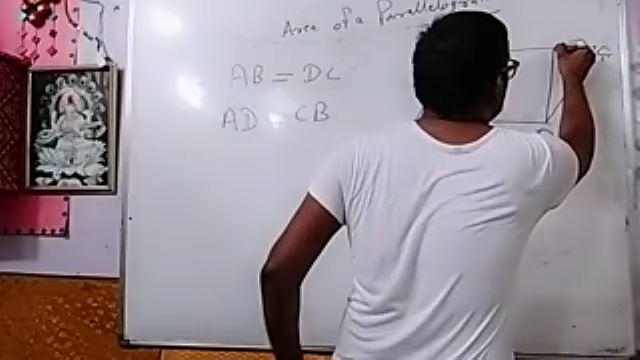 Area of a Parallelogram
AB = DC
AD = CB